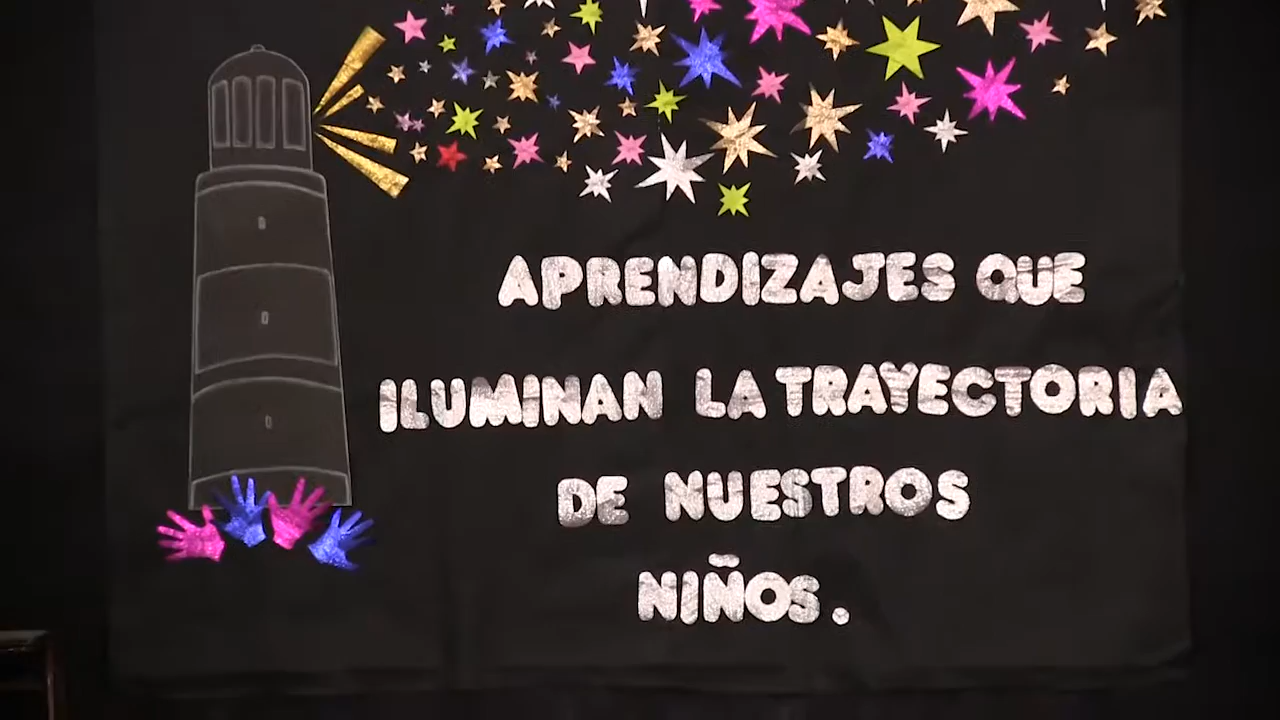 APRENDIZAJES QUE
ILUMINAN LA TRAYECTORIA
DE NUESTROS
NIÑOS.